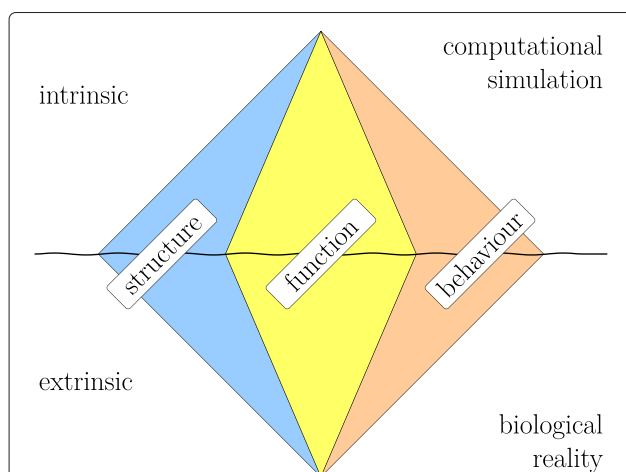 computational
simulation
intrinsic
structure
function
behaviour
extrinsic
biological
reality